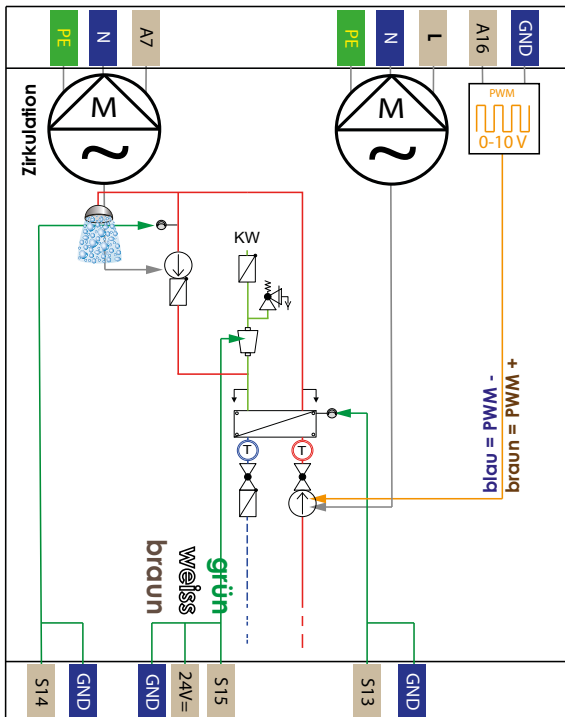 PE
N
A7
PE
N
L
A16
GND
Zirkulation
M
~
M
~
PWM
0-10 V
KW
T
T
blau = PWM -
braun = PWM +
grün
weiss
braun
S14
GND
GND
24V=
S15
S13
GND